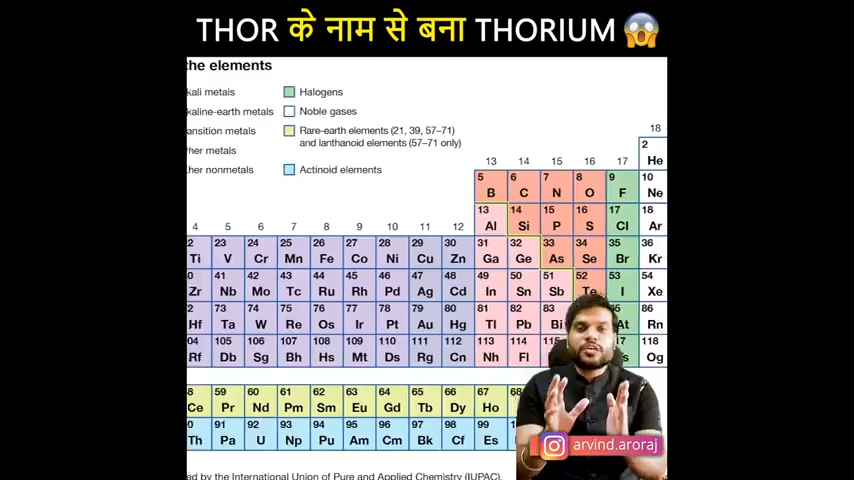 THOR के नाम से बना THORIUM
the elements
kali metals
Halogens
kaline-earth metals
Noble gases
ansition metals
Rare-earth elements (21, 39, 57–71)
and lanthanoid elements (57–71 only)
her metals
her nonmetals
Actinoid elements
18
2
He
13 14 15 16 17
5 6 7 8 9 10
B C N O F Ne
13 14 15 16 17 18
4 5 6 7 8 9 10 11 12
Al Si P S Cl Ar
2 23 24 25 26 27 28 29 30 31 32 33 34 35 36
Ti V Cr Mn Fe Co Ni Cu Zn Ga Ge As Se Br Kr
0 41 42 43 44 45 46 47 48 49 50 51 52 53 54
Zr Nb Mo Tc Ru Rh Pd Ag Cd In Sn Sb Te I Xe
2 73 74 75 76 77 78 79 80 81 82 83 85 86
Hf Ta W Re Os Ir Pt Au Hg Tl Pb Bi At Rn
04 105 106 107 108 109 110 111 112 113 114 115 17 118
Rf Db Sg Bh Hs Mt Ds Rg Cn Nh Fl s Og
8 59 60 61 62 63 64 65 66 67 68
Ce Pr Nd Pm Sm Eu Gd Tb Dy Ho
0 91 92 93 94 95 96 97 98 99
Th Pa U Np Pu Am Cm Bk Cf Es
arvind.aroraj
ed by the International Union of Pure and Applied Chemistry (IUPAC).